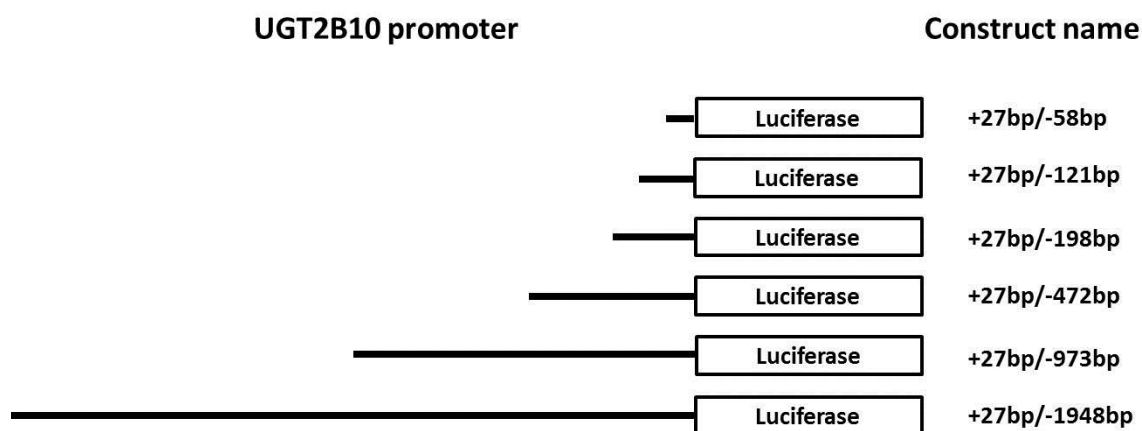 UGT2B10 promoter Construct name
Luciferase +27bp/-58bp
Luciferase +27bp/-121bp
Luciferase +27bp/-198bp
Luciferase +27bp/-472bp
Luciferase +27bp/-973bp
Luciferase +27bp/-1948bp